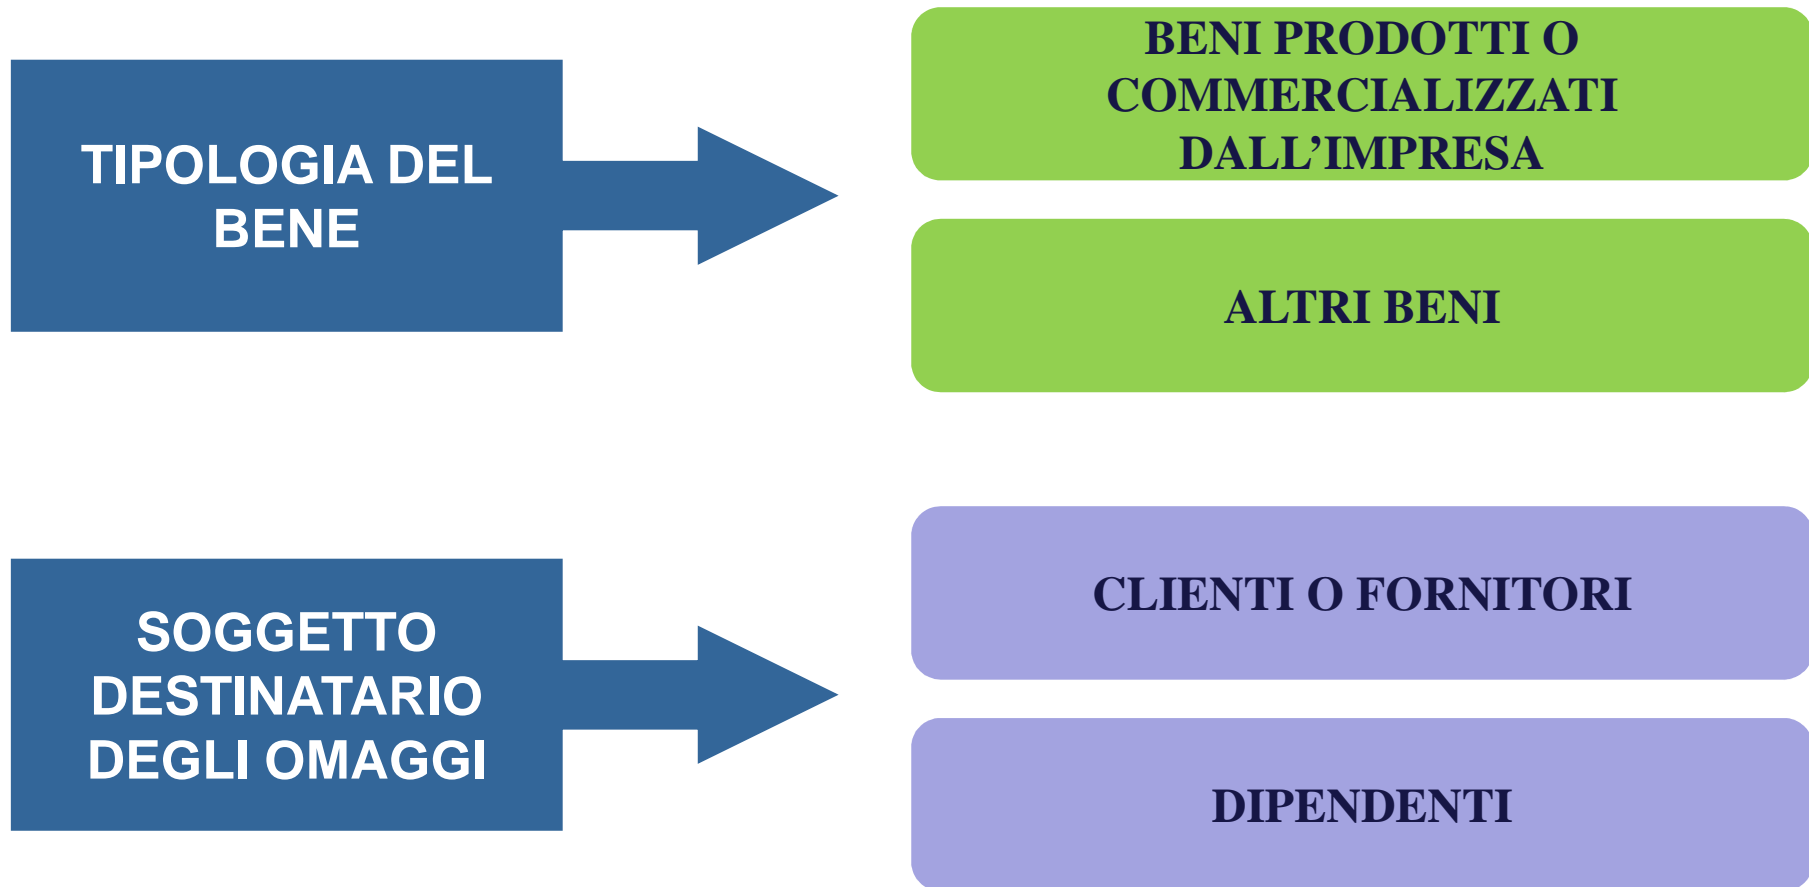 TIPOLOGIA DEL
BENE
BENI PRODOTTI O
COMMERCIALIZZATI
DALL’IMPRESA
ALTRI BENI
SOGGETTO
DESTINATARIO
DEGLI OMAGGI
CLIENTI O FORNITORI
DIPENDENTI